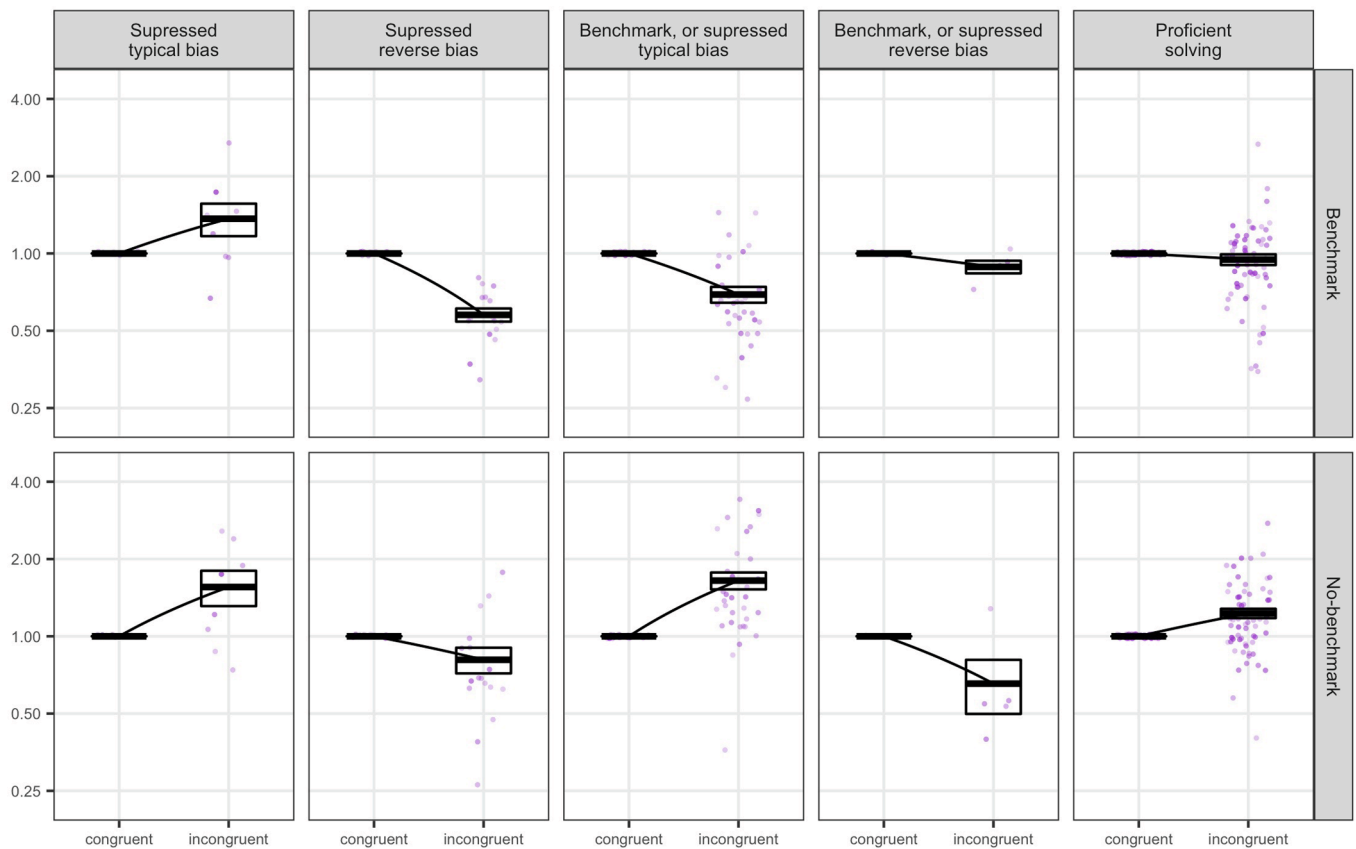 Supressed
typical bias
Supressed
reverse bias
Benchmark, or supressed
typical bias
Benchmark, or supressed
reverse bias
Proficient
solving
4.00
2.00
1.00
0.50
0.25
Benchmark
4.00
2.00
1.00
0.50
0.25
No-benchmark
congruent
incongruent
congruent
incongruent
congruent
incongruent
congruent
incongruent
congruent
incongruent